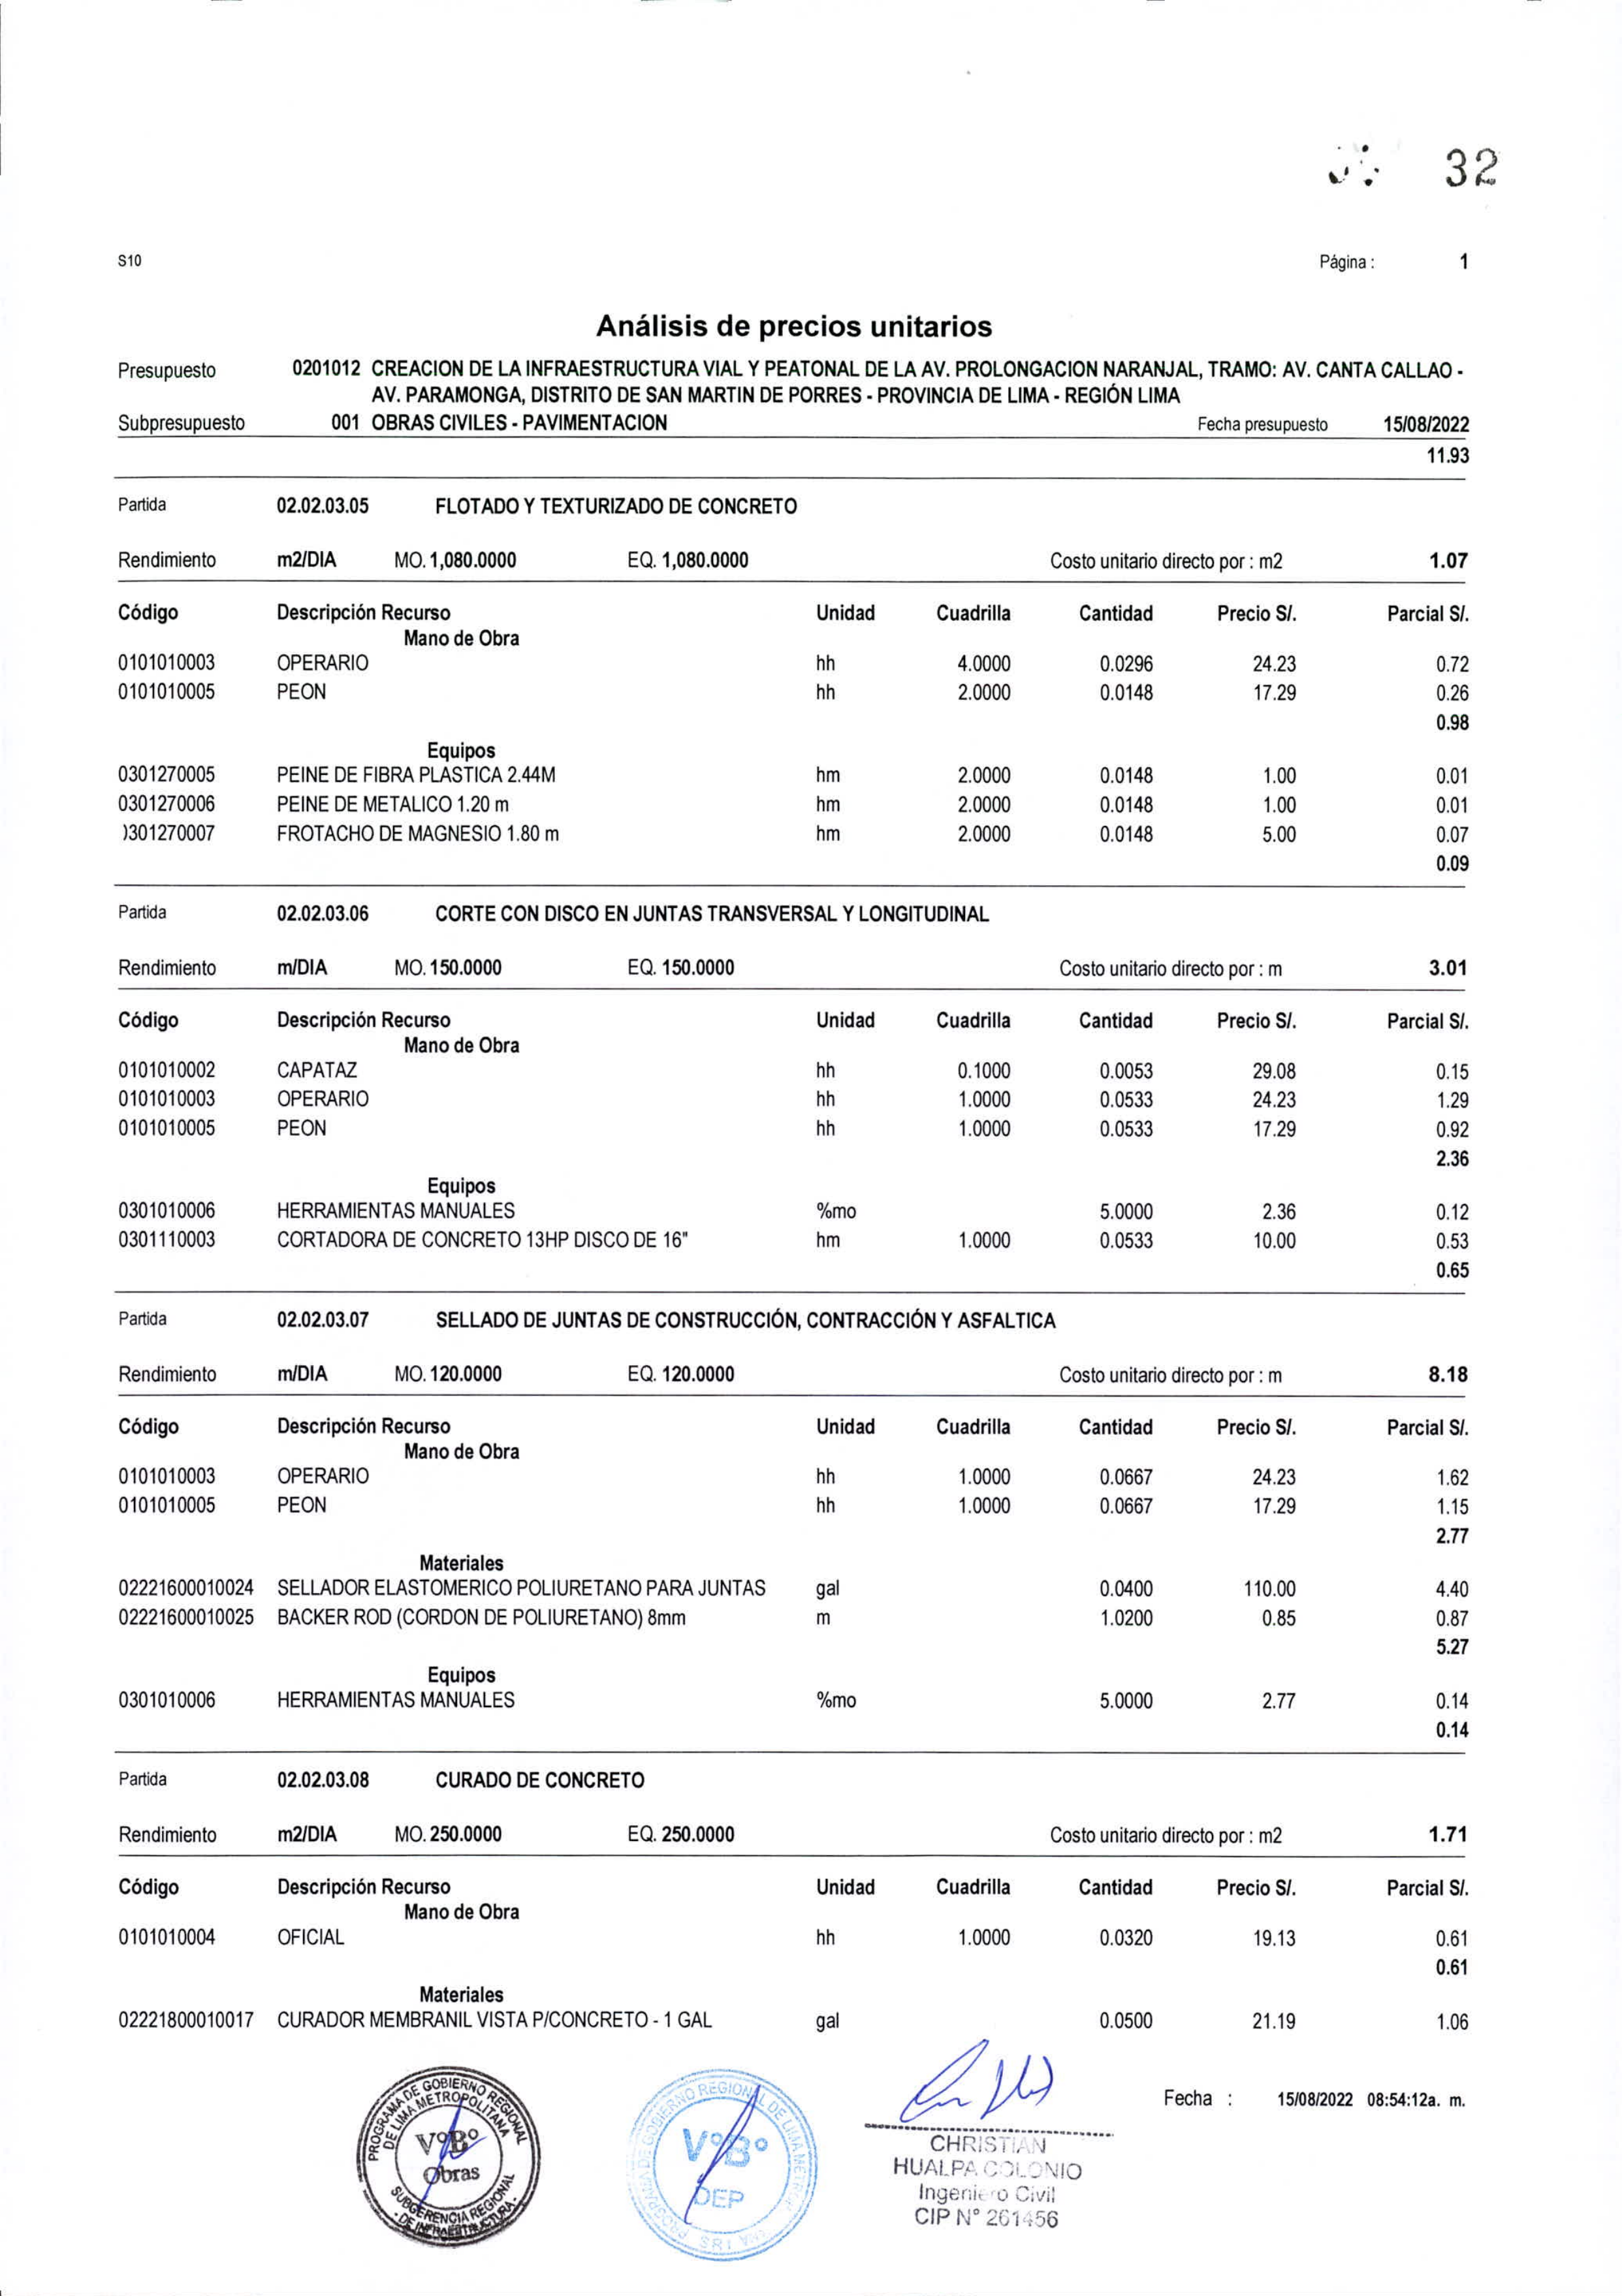 32
S10 Página : 1
Análisis de precios unitarios
Presupuesto 0201012 CREACION DE LA INFRAESTRUCTURA VIAL Y PEATONAL DE LA AV. PROLONGACION NARANJAL, TRAMO: AV. CANTA CALLAO -
AV. PARAMONGA, DISTRITO DE SAN MARTIN DE PORRES - PROVINCIA DE LIMA - REGIÓN LIMA
Subpresupuesto 001 OBRAS CIVILES - PAVIMENTACION Fecha presupuesto 15/08/2022
11.93
Partida 02.02.03.05 FLOTADO Y TEXTURIZADO DE CONCRETO
Rendimiento m2/DIA MO. 1,080.0000 EQ. 1,080.0000 Costo unitario directo por : m2 1.07
Código Descripción Recurso Unidad Cuadrilla Cantidad Precio S/. Parcial S/.
Mano de Obra
0101010003 OPERARIO hh 4.0000 0.0296 24.23 0.72
0101010005 PEON hh 2.0000 0.0148 17.29 0.26
0.98
Equipos
0301270005 PEINE DE FIBRA PLASTICA 2.44M hm 2.0000 0.0148 1.00 0.01
0301270006 PEINE DE METALICO 1.20 m hm 2.0000 0.0148 1.00 0.01
)301270007 FROTACHO DE MAGNESIO 1.80 m hm 2.0000 0.0148 5.00 0.07
0.09
Partida 02.02.03.06 CORTE CON DISCO EN JUNTAS TRANSVERSAL Y LONGITUDINAL
Rendimiento m/DIA MO. 150.0000 EQ. 150.0000 Costo unitario directo por : m 3.01
Código Descripción Recurso Unidad Cuadrilla Cantidad Precio S/. Parcial S/.
Mano de Obra
0101010002 CAPATAZ hh 0.1000 0.0053 29.08 0.15
0101010003 OPERARIO hh 1.0000 0.0533 24.23 1.29
0101010005 PEON hh 1.0000 0.0533 17.29 0.92
2.36
Equipos
0301010006 HERRAMIENTAS MANUALES %mo 5.0000 2.36 0.12
0301110003 CORTADORA DE CONCRETO 13HP DISCO DE 16" hm 1.0000 0.0533 10.00 0.53
0.65
Partida 02.02.03.07 SELLADO DE JUNTAS DE CONSTRUCCIÓN, CONTRACCIÓN Y ASFALTICA
Rendimiento m/DIA MO. 120.0000 EQ. 120.0000 Costo unitario directo por : m 8.18
Código Descripción Recurso Unidad Cuadrilla Cantidad Precio S/. Parcial S/.
Mano de Obra
0101010003 OPERARIO hh 1.0000 0.0667 24.23 1.62
0101010005 PEON hh 1.0000 0.0667 17.29 1.15
2.77
Materiales
02221600010024 SELLADOR ELASTOMERICO POLIURETANO PARA JUNTAS gal 0.0400 110.00 4.40
02221600010025 BACKER ROD (CORDON DE POLIURETANO) 8mm m 1.0200 0.85 0.87
5.27
Equipos
0301010006 HERRAMIENTAS MANUALES %mo 5.0000 2.77 0.14
0.14
Partida 02.02.03.08 CURADO DE CONCRETO
Rendimiento m2/DIA MO. 250.0000 EQ. 250.0000 Costo unitario directo por : m2 1.71
Código Descripción Recurso Unidad Cuadrilla Cantidad Precio S/. Parcial S/.
Mano de Obra
0101010004 OFICIAL hh 1.0000 0.0320 19.13 0.61
0.61
Materiales
02221800010017 CURADOR MEMBRANIL VISTA P/CONCRETO - 1 GAL gal 0.0500 21.19 1.06
Fecha : 15/08/2022 08:54:12a. m.
PROGRAMA DE GOBIERNO REGIONAL
DE LIMA METROPOLITANA
V°B°
Obras
SUBGERENCIA REGIONAL
DE INFRAESTRUCTURA
PROGRAMA DE GOBIERNO REGIONAL DE LIMA
V°B°
DEP
SRI
CHRISTIAN
HUALPA COLONIO
Ingeniero Civil
CIP N° 261456